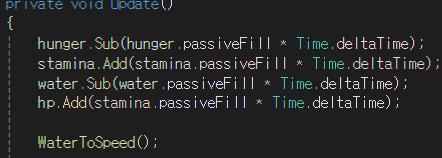 private void Update()
{
hunger.Sub(hunger.passiveFill * Time.deltaTime);
stamina.Add(stamina.passiveFill * Time.deltaTime);
water.Sub(water.passiveFill * Time.deltaTime);
hp.Add(stamina.passiveFill * Time.deltaTime);
WaterToSpeed();